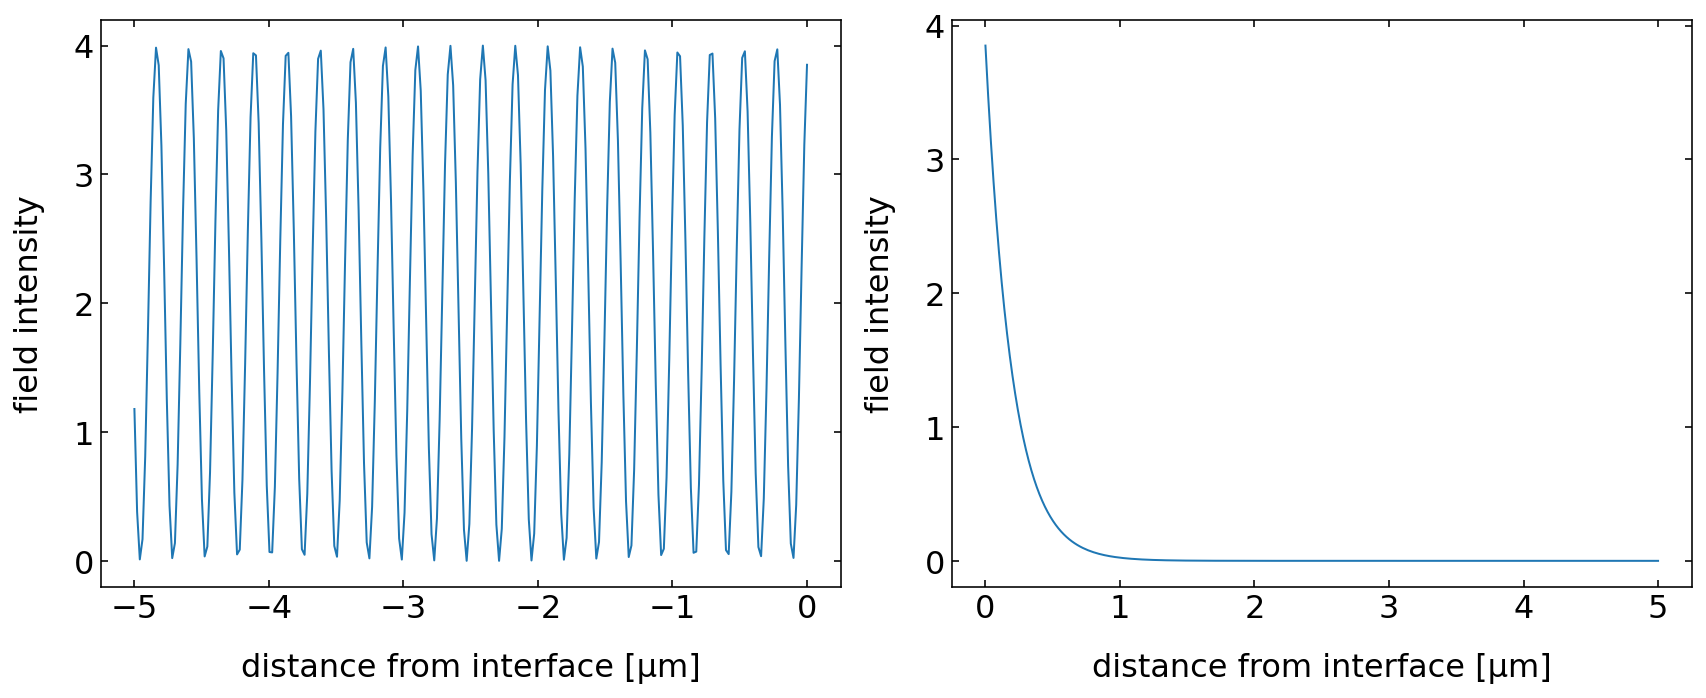 field intensity
4
3
2
1
0
−5 −4 −3 −2 −1 0
distance from interface [µm]
field intensity
4
3
2
1
0
0 1 2 3 4 5
distance from interface [µm]